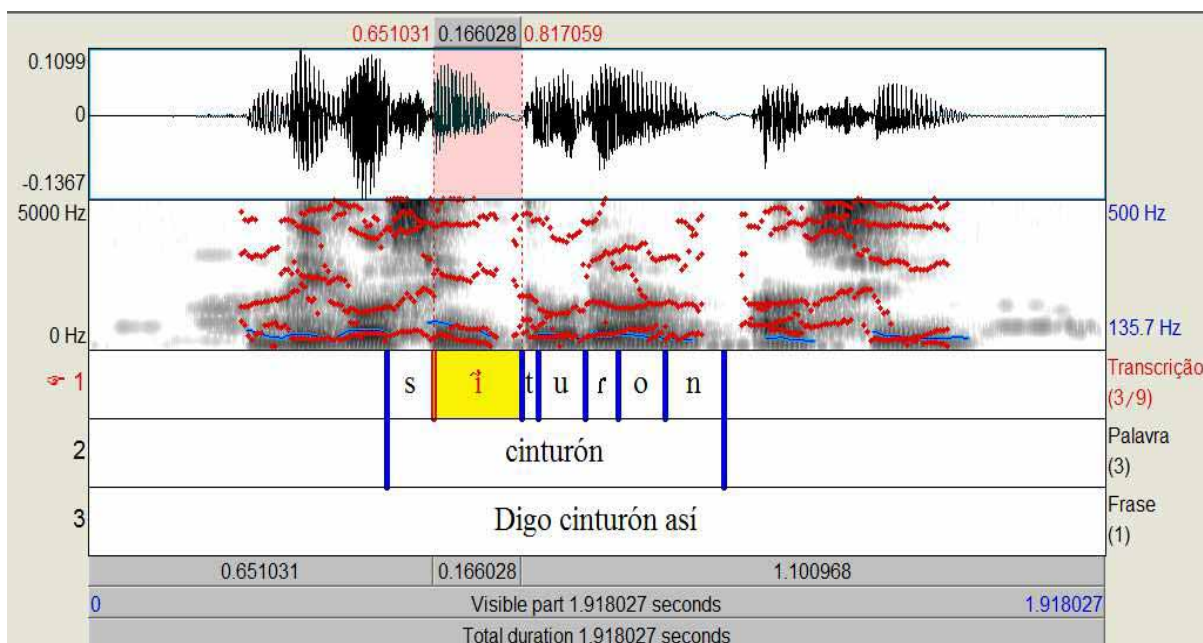 0.651031 0.166028 0.817059
0.1099
0
-0.1367
5000 Hz
500 Hz
0 Hz
135.7 Hz
☞ 1
s ĩ t u ɾ o n
Transcrição
(3/9)
2
cinturón
Palavra
(3)
3
Digo cinturón así
Frase
(1)
0.651031 0.166028 1.100968
0 Visible part 1.918027 seconds 1.918027
Total duration 1.918027 seconds